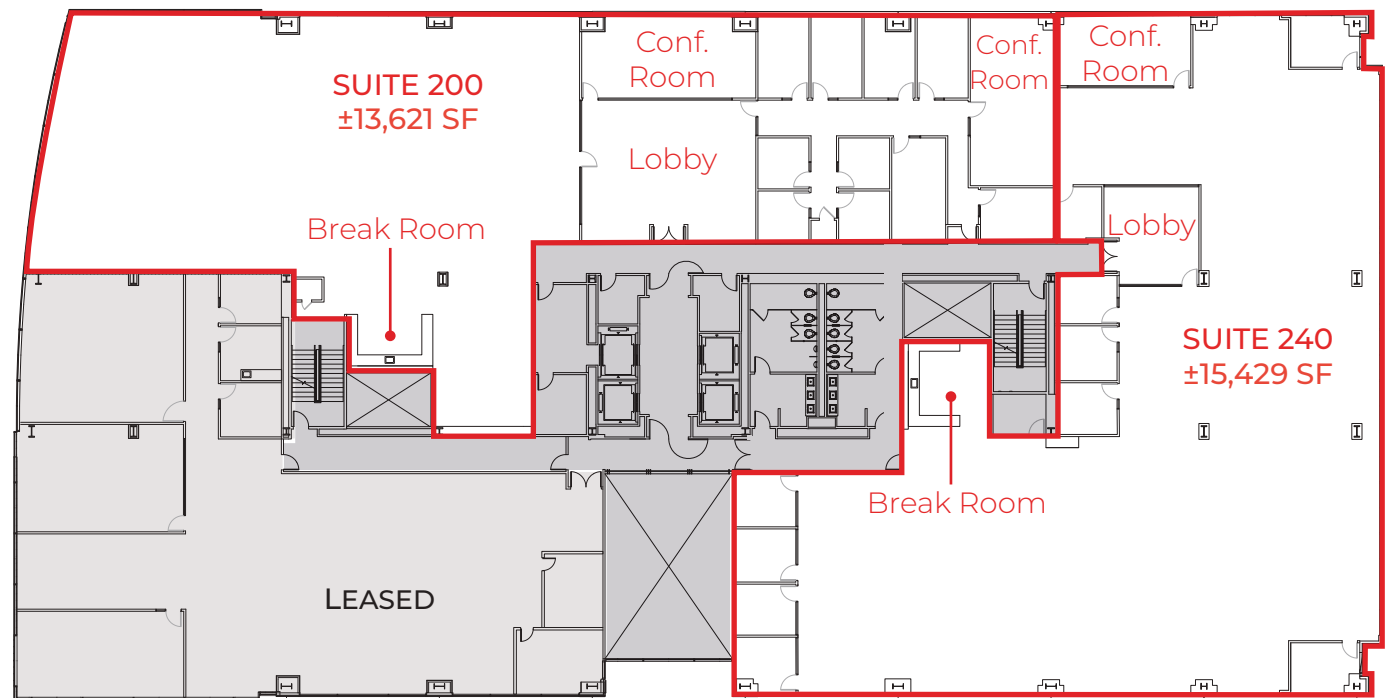 SUITE 200
±13,621 SF
Conf.
Room
Conf.
Room
Conf.
Room
Lobby
Lobby
Break Room
SUITE 240
±15,429 SF
Break Room
LEASED